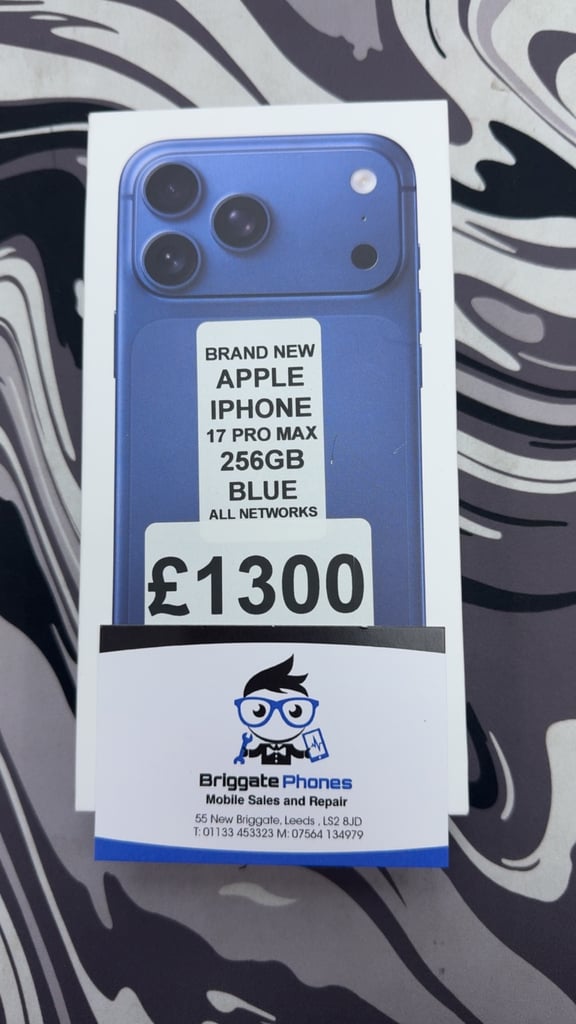 BRAND NEW
APPLE
IPHONE
17 PRO MAX
256GB
BLUE
ALL NETWORKS
£1300
Briggate Phones
Mobile Sales and Repair
55 New Briggate, Leeds , LS2 8JD
T: 01133 453323 M: 07564 134979